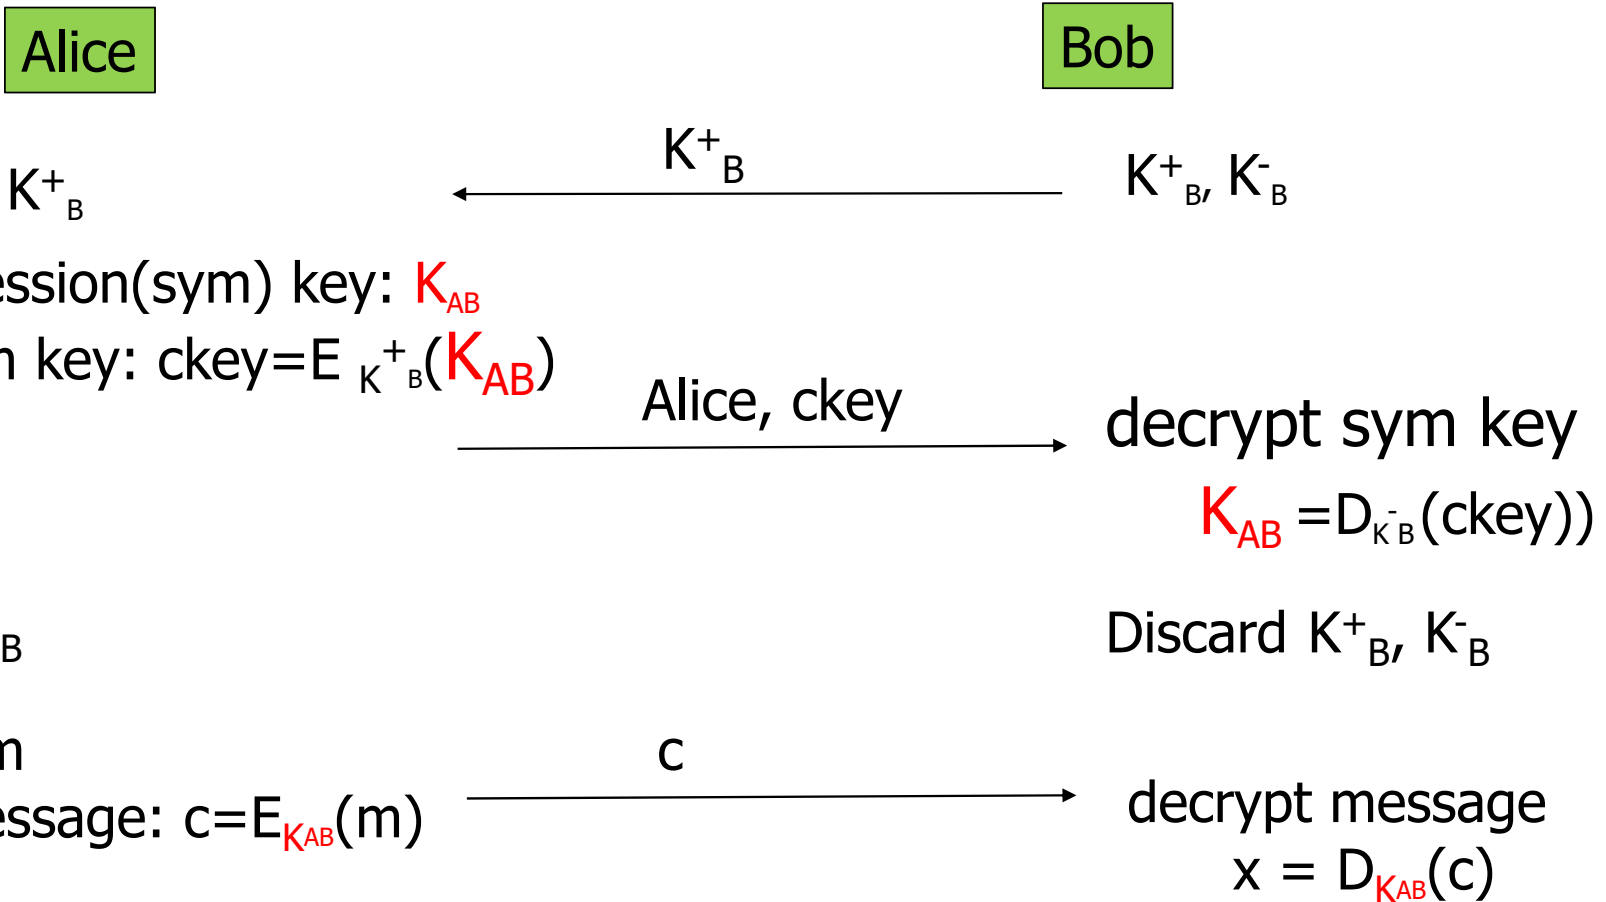 Alice
Bob
K⁺B
K⁺B
K⁺B, K⁻B
ession(sym) key: KAB
key: ckey=E K⁺B(KAB)
Alice, ckey
decrypt sym key
KAB =DK⁻B(ckey))
B
Discard K⁺B, K⁻B
m
c
essage: c=EKAB(m)
decrypt message
x = DKAB(c)